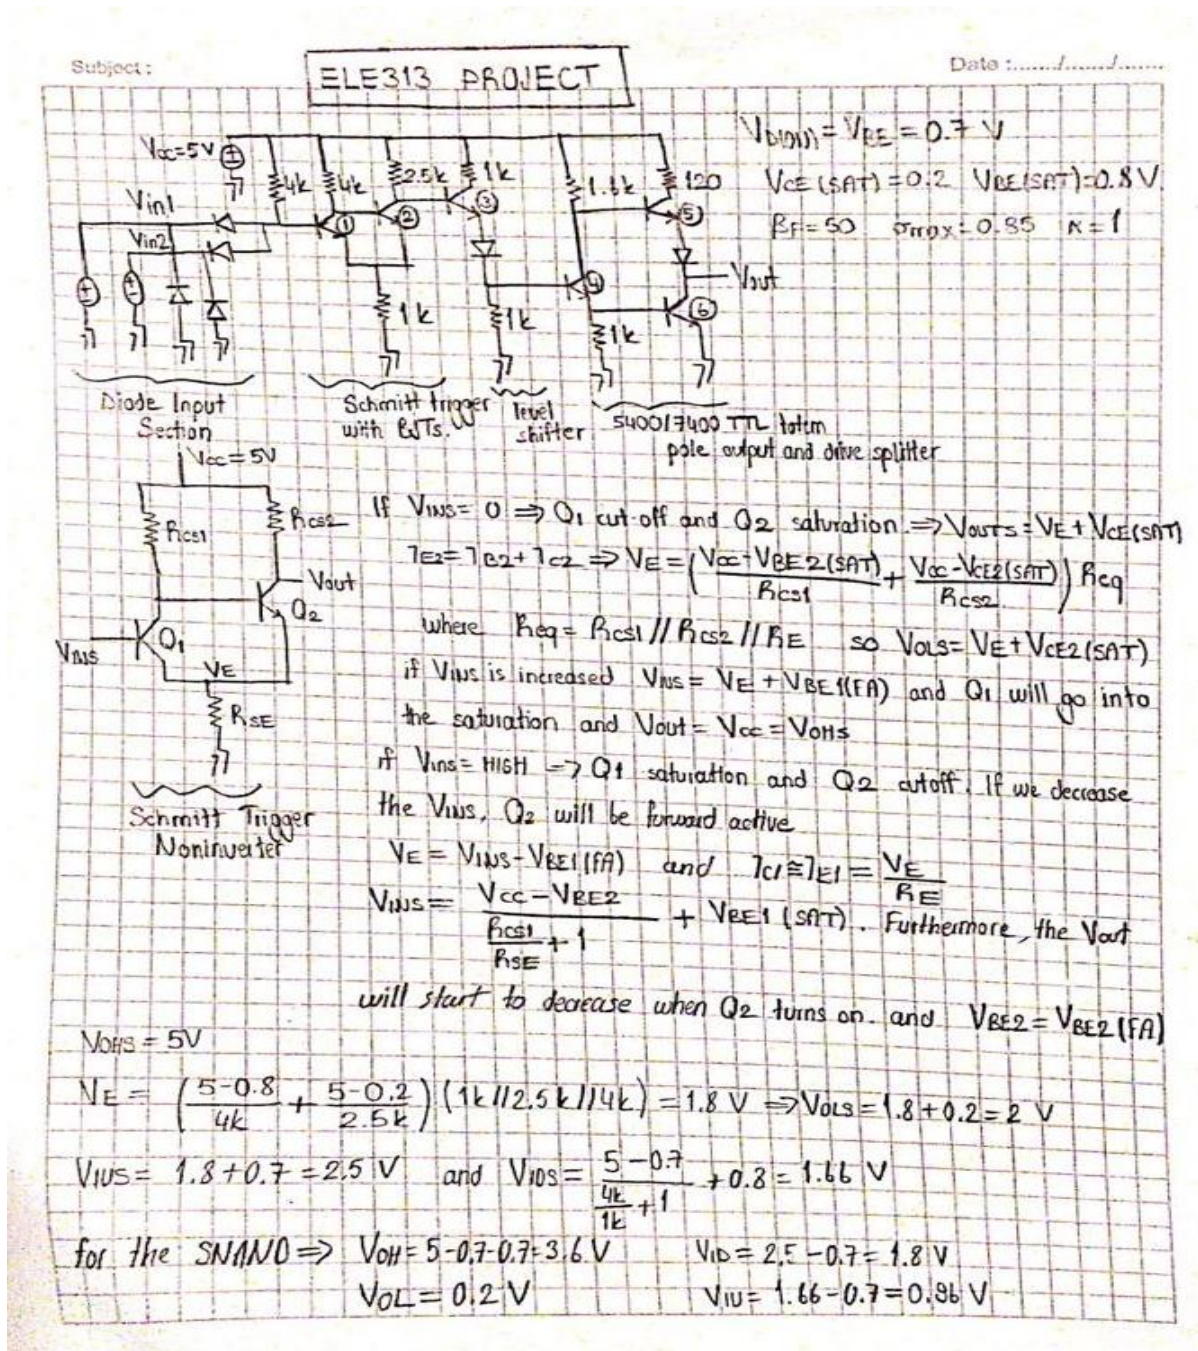 Subject :
ELE313 PROJECT
Date :......./......./.......
VD(ON) = VBE = 0.7 V
Vcc=5V
4k
4k
2.5k
1k
1.6k
120
VCE (SAT) = 0.2 VBE(SAT)=0.8 V
Vin1
Vin2
1
2
3
5
βF = 50 σmax = 0.85 K = 1
4
6
Vout
1k
1k
1k
Diode Input
Section
Schmitt trigger
with BJTs.
level
shifter
5400/7400 TTL totem
pole output and drive splitter
Vcc = 5V
RCS1
RCS2
Vout
Q2
VINS
Q1
VE
RSE
Schmitt Trigger
Noninverter
If VINS = 0 ⇒ Q1 cut-off and Q2 saturation. ⇒ VOUTS = VE + VCE(SAT)
IE2 = IB2 + IC2 ⇒ VE = (Vcc - VBE2(SAT) / RCS1 + Vcc - VCE2(SAT) / RCS2) Req
where Req = RCS1 // RCS2 // RE so VOLS = VE + VCE2(SAT)
if VINS is increased VINS = VE + VBE1(FA) and Q1 will go into
the saturation and Vout = Vcc = VOHS
if Vins = HIGH → Q1 saturation and Q2 cutoff. If we decrease
the VINS, Q2 will be forward active
VE = VINS - VBE1(FA) and IC1 ≅ IE1 = VE / RE
VINS = Vcc - VBE2 / (RCS1 / RSE + 1) + VBE1 (SAT). Furthermore, the Vout
will start to decrease when Q2 turns on. and VBE2 = VBE2 (FA)
VOHS = 5V
VE = (5-0.8 / 4k + 5-0.2 / 2.5k) (1k//2.5k//4k) = 1.8 V ⇒ VOLS = 1.8 + 0.2 = 2 V
VIUS = 1.8 + 0.7 = 2.5 V and VIDS = 5 - 0.7 / (4k / 1k + 1) + 0.8 = 1.66 V
for the SNAND ⇒ VOH = 5-0.7-0.7=3.6 V VID = 2.5 - 0.7 = 1.8 V
VOL = 0.2 V VIU = 1.66 - 0.7 = 0.96 V